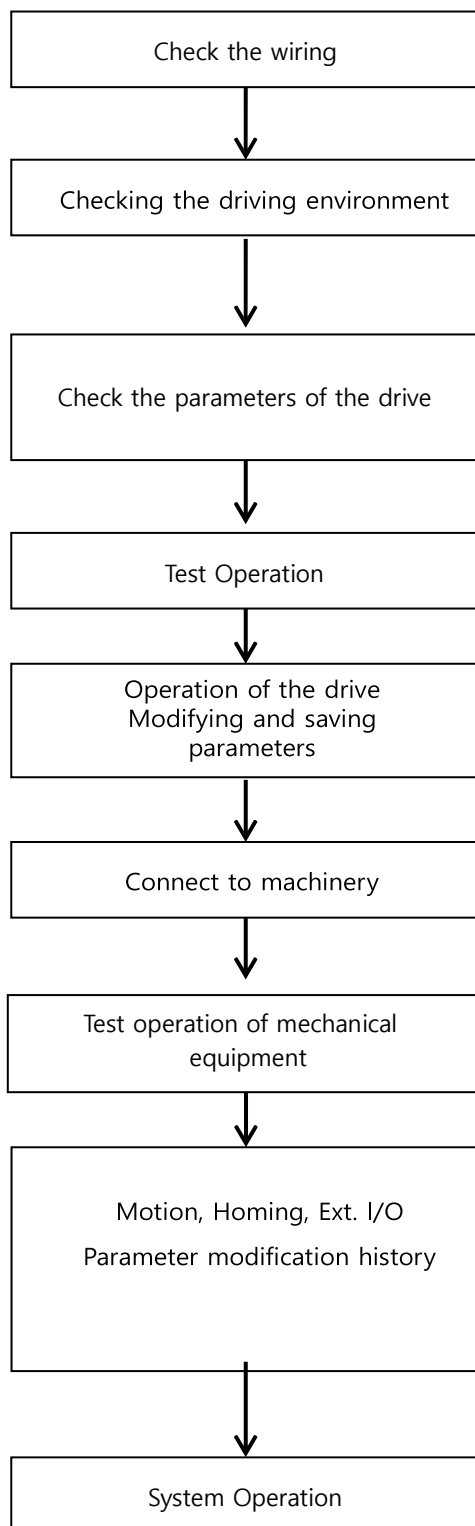 Check the wiring
Checking the driving environment
Check the parameters of the drive
Test Operation
Operation of the drive
Modifying and saving
parameters
Connect to machinery
Test operation of mechanical
equipment
Motion, Homing, Ext. I/O
Parameter modification history
System Operation